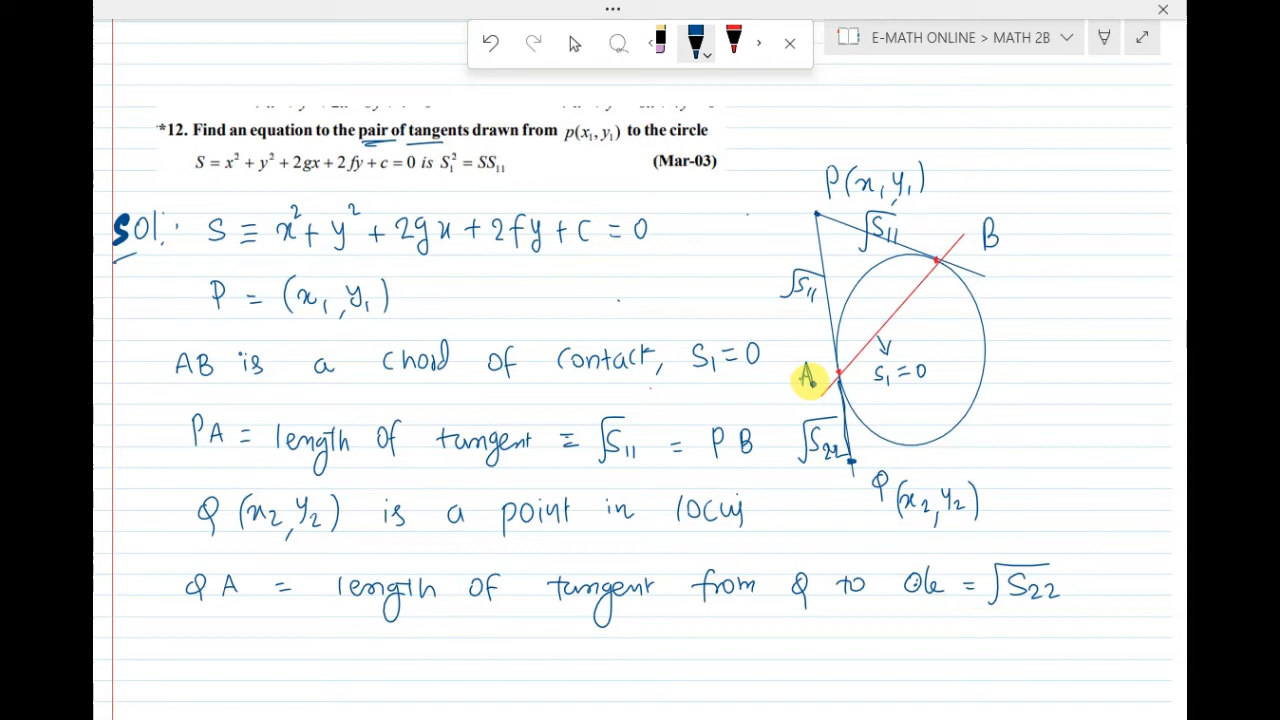 E-MATH ONLINE > MATH 2B
*12. Find an equation to the pair of tangents drawn from p(x₁, y₁) to the circle
S = x² + y² + 2gx + 2fy + c = 0 is S₁² = SS₁₁ (Mar-03)
Sol: S ≡ x² + y² + 2gx + 2fy + c = 0
P = (x₁, y₁)
AB is a chord of contact, S₁ = 0
PA = length of tangent = √S₁₁ = PB
Q (x₂, y₂) is a point in locus
QA = length of tangent from Q to ole = √S₂₂
P(x₁, y₁)
√S₁₁
B
√S₁₁
A
S₁ = 0
√S₂₂
Q (x₂, y₂)